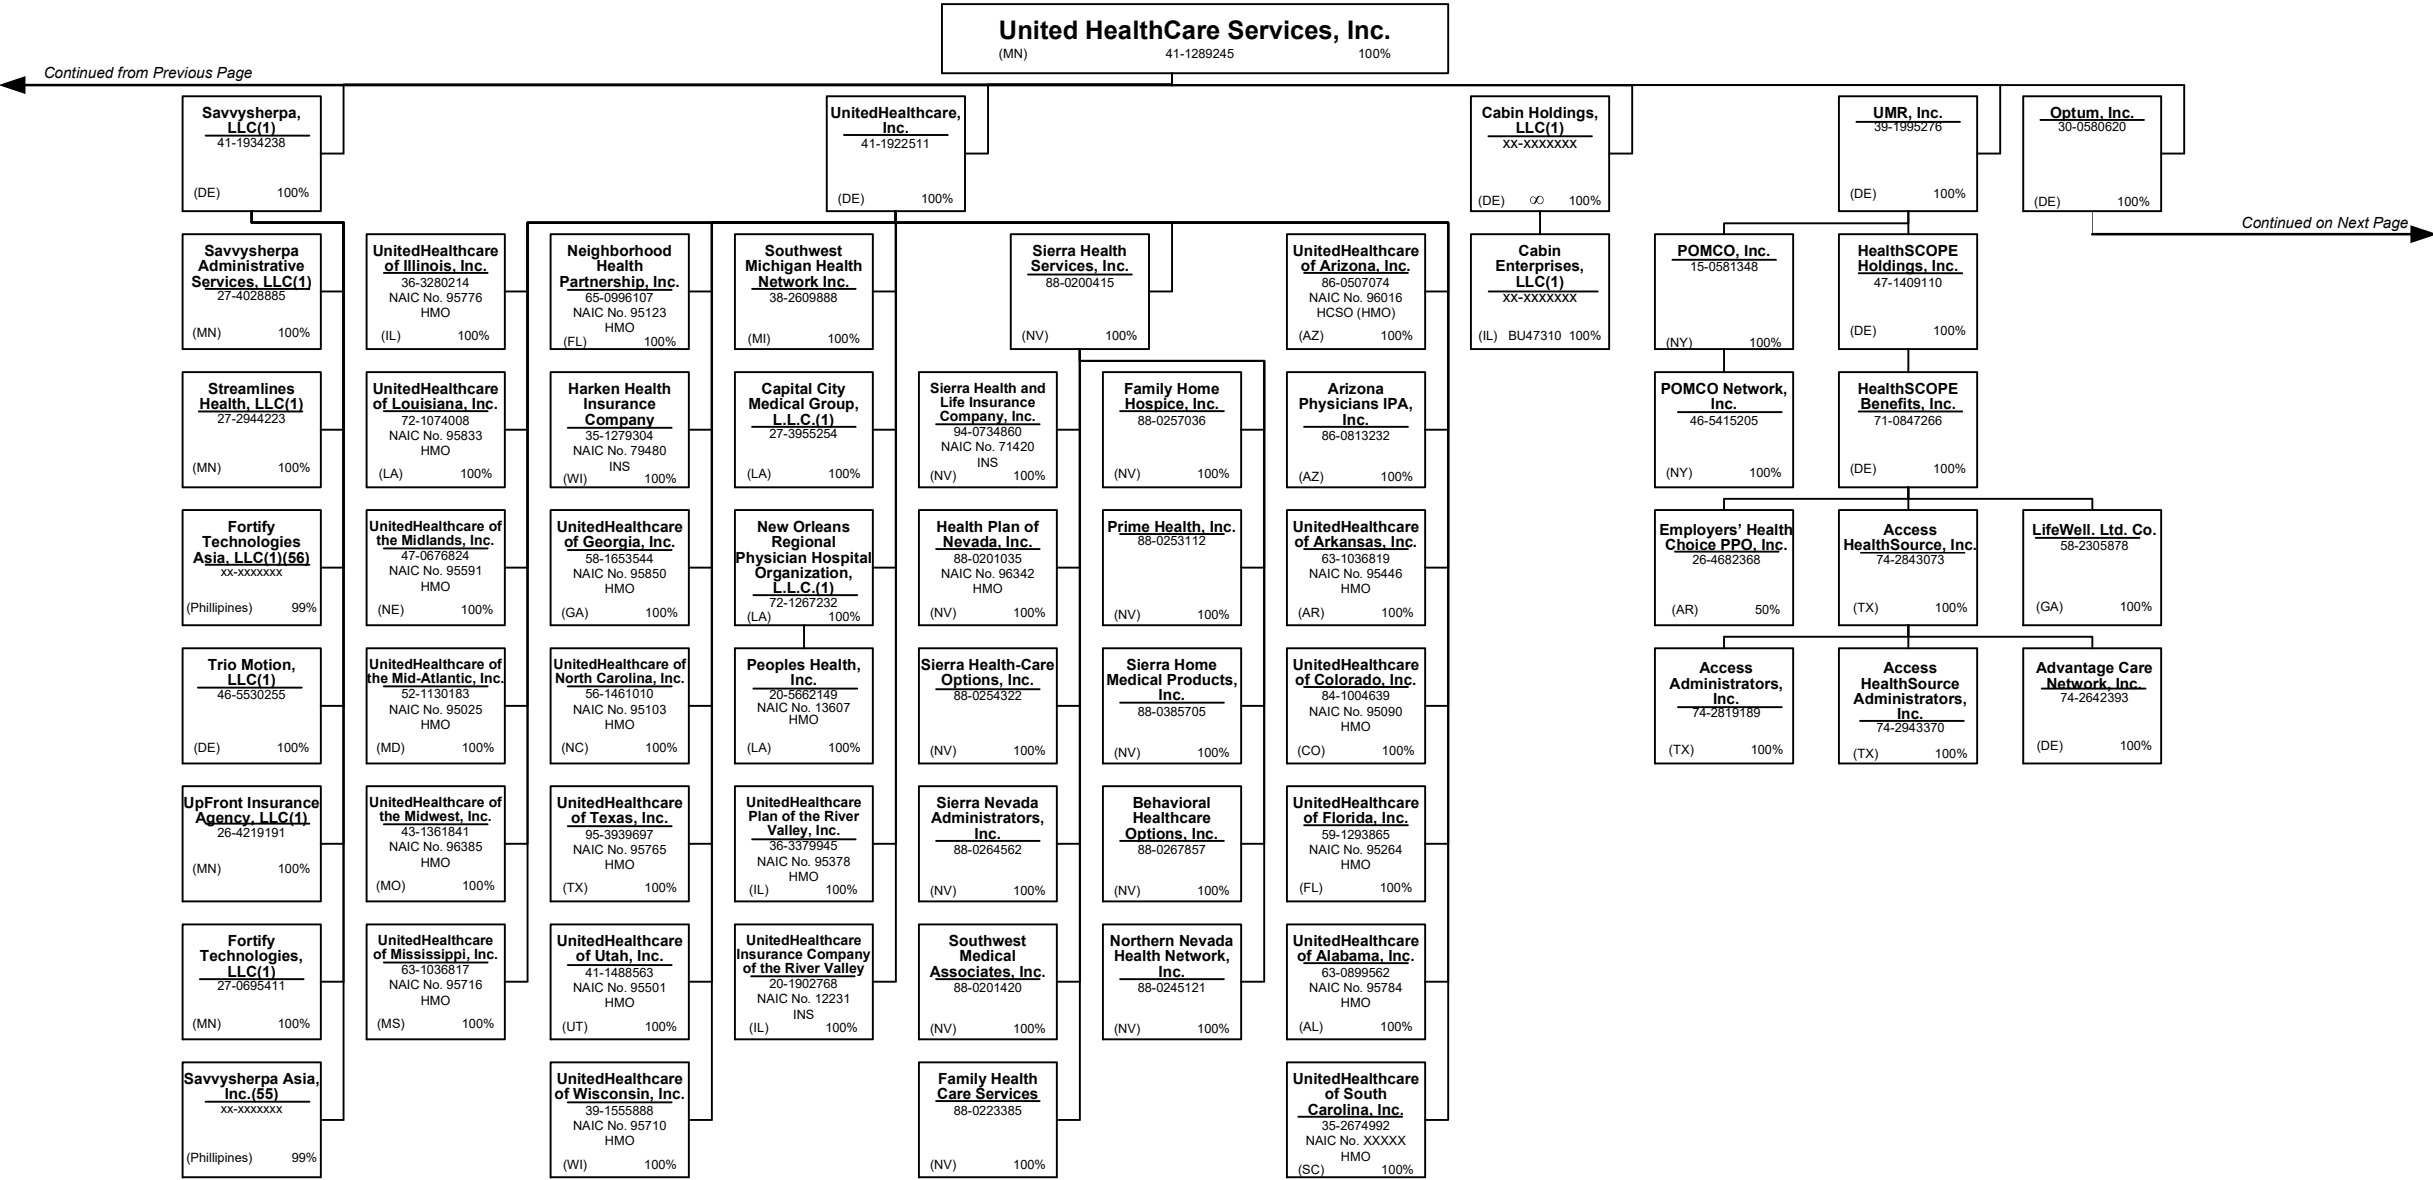 United HealthCare Services, Inc.
(MN) 41-1289245 100%
Continued from Previous Page
Savvysherpa,
LLC(1)
41-1934238
(DE) 100%
UnitedHealthcare,
Inc.
41-1922511
(DE) 100%
Cabin Holdings,
LLC(1)
xx-xxxxxxx
(DE) ∞ 100%
UMR, Inc.
39-1995276
(DE) 100%
Optum, Inc.
30-0580620
(DE) 100%
Continued on Next Page
Savvysherpa
Administrative
Services, LLC(1)
27-4028885
(MN) 100%
UnitedHealthcare
of Illinois, Inc.
36-3280214
NAIC No. 95776
HMO
(IL) 100%
Neighborhood
Health
Partnership, Inc.
65-0996107
NAIC No. 95123
HMO
(FL) 100%
Southwest
Michigan Health
Network Inc.
38-2609888
(MI) 100%
Sierra Health
Services, Inc.
88-0200415
(NV) 100%
UnitedHealthcare
of Arizona, Inc.
86-0507074
NAIC No. 96016
HCSO (HMO)
(AZ) 100%
Cabin
Enterprises,
LLC(1)
xx-xxxxxxx
(IL) BU47310 100%
POMCO, Inc.
15-0581348
(NY) 100%
HealthSCOPE
Holdings, Inc.
47-1409110
(DE) 100%
Streamlines
Health, LLC(1)
27-2944223
(MN) 100%
UnitedHealthcare
of Louisiana, Inc.
72-1074008
NAIC No. 95833
HMO
(LA) 100%
Harken Health
Insurance
Company
35-1279304
NAIC No. 79480
INS
(WI) 100%
Capital City
Medical Group,
L.L.C.(1)
27-3955254
(LA) 100%
Sierra Health and
Life Insurance
Company, Inc.
94-0734860
NAIC No. 71420
INS
(NV) 100%
Family Home
Hospice, Inc.
88-0257036
(NV) 100%
Arizona
Physicians IPA,
Inc.
86-0813232
(AZ) 100%
POMCO Network,
Inc.
46-5415205
(NY) 100%
HealthSCOPE
Benefits, Inc.
71-0847266
(DE) 100%
Fortify
Technologies
Asia, LLC(1)(56)
xx-xxxxxxx
(Phillipines) 99%
UnitedHealthcare of
the Midlands, Inc.
47-0676824
NAIC No. 95591
HMO
(NE) 100%
UnitedHealthcare
of Georgia, Inc.
58-1653544
NAIC No. 95850
HMO
(GA) 100%
New Orleans
Regional
Physician Hospital
Organization,
L.L.C.(1)
72-1267232
(LA) 100%
Health Plan of
Nevada, Inc.
88-0201035
NAIC No. 96342
HMO
(NV) 100%
Prime Health, Inc.
88-0253112
(NV) 100%
UnitedHealthcare
of Arkansas, Inc.
63-1036819
NAIC No. 95446
HMO
(AR) 100%
Employers' Health
Choice PPO, Inc.
26-4682368
(AR) 50%
Access
HealthSource, Inc.
74-2843073
(TX) 100%
LifeWell. Ltd. Co.
58-2305878
(GA) 100%
Trio Motion,
LLC(1)
46-5530255
(DE) 100%
UnitedHealthcare of
the Mid-Atlantic, Inc.
52-1130183
NAIC No. 95025
HMO
(MD) 100%
UnitedHealthcare of
North Carolina, Inc.
56-1461010
NAIC No. 95103
HMO
(NC) 100%
Peoples Health,
Inc.
20-5662149
NAIC No. 13607
HMO
(LA) 100%
Sierra Health-Care
Options, Inc.
88-0254322
(NV) 100%
Sierra Home
Medical Products,
Inc.
88-0385705
(NV) 100%
UnitedHealthcare
of Colorado, Inc.
84-1004639
NAIC No. 95090
HMO
(CO) 100%
Access
Administrators,
Inc.
74-2819189
(TX) 100%
Access
HealthSource
Administrators,
Inc.
74-2943370
(TX) 100%
Advantage Care
Network, Inc.
74-2642393
(DE) 100%
UpFront Insurance
Agency, LLC(1)
26-4219191
(MN) 100%
UnitedHealthcare of
the Midwest, Inc.
43-1361841
NAIC No. 96385
HMO
(MO) 100%
UnitedHealthcare
of Texas, Inc.
95-3939697
NAIC No. 95765
HMO
(TX) 100%
UnitedHealthcare
Plan of the River
Valley, Inc.
36-3379945
NAIC No. 95378
HMO
(IL) 100%
Sierra Nevada
Administrators,
Inc.
88-0264562
(NV) 100%
Behavioral
Healthcare
Options, Inc.
88-0267857
(NV) 100%
UnitedHealthcare
of Florida, Inc.
59-1293865
NAIC No. 95264
HMO
(FL) 100%
Fortify
Technologies,
LLC(1)
27-0695411
(MN) 100%
UnitedHealthcare
of Mississippi, Inc.
63-1036817
NAIC No. 95716
HMO
(MS) 100%
UnitedHealthcare
of Utah, Inc.
41-1488563
NAIC No. 95501
HMO
(UT) 100%
UnitedHealthcare
Insurance Company
of the River Valley
20-1902768
NAIC No. 12231
INS
(IL) 100%
Southwest
Medical
Associates, Inc.
88-0201420
(NV) 100%
Northern Nevada
Health Network,
Inc.
88-0245121
(NV) 100%
UnitedHealthcare
of Alabama, Inc.
63-0899562
NAIC No. 95784
HMO
(AL) 100%
Savvysherpa Asia,
Inc.(55)
xx-xxxxxxx
(Phillipines) 99%
UnitedHealthcare
of Wisconsin, Inc.
39-1555888
NAIC No. 95710
HMO
(WI) 100%
Family Health
Care Services
88-0223385
(NV) 100%
UnitedHealthcare
of South
Carolina, Inc.
35-2674992
NAIC No. XXXXX
HMO
(SC) 100%